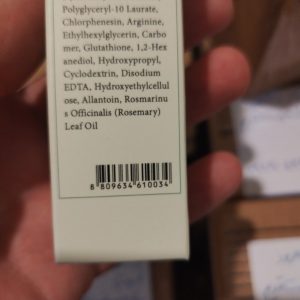 Polyglyceryl-10 Laurate,
Chlorphenesin, Arginine,
Ethylhexylglycerin, Carbo
mer, Glutathione, 1,2-Hex
anediol, Hydroxypropyl,
Cyclodextrin, Disodium
EDTA, Hydroxyethylcellul
ose, Allantoin, Rosmarinu
s Officinalis (Rosemary)
Leaf Oil
8 809634 610034